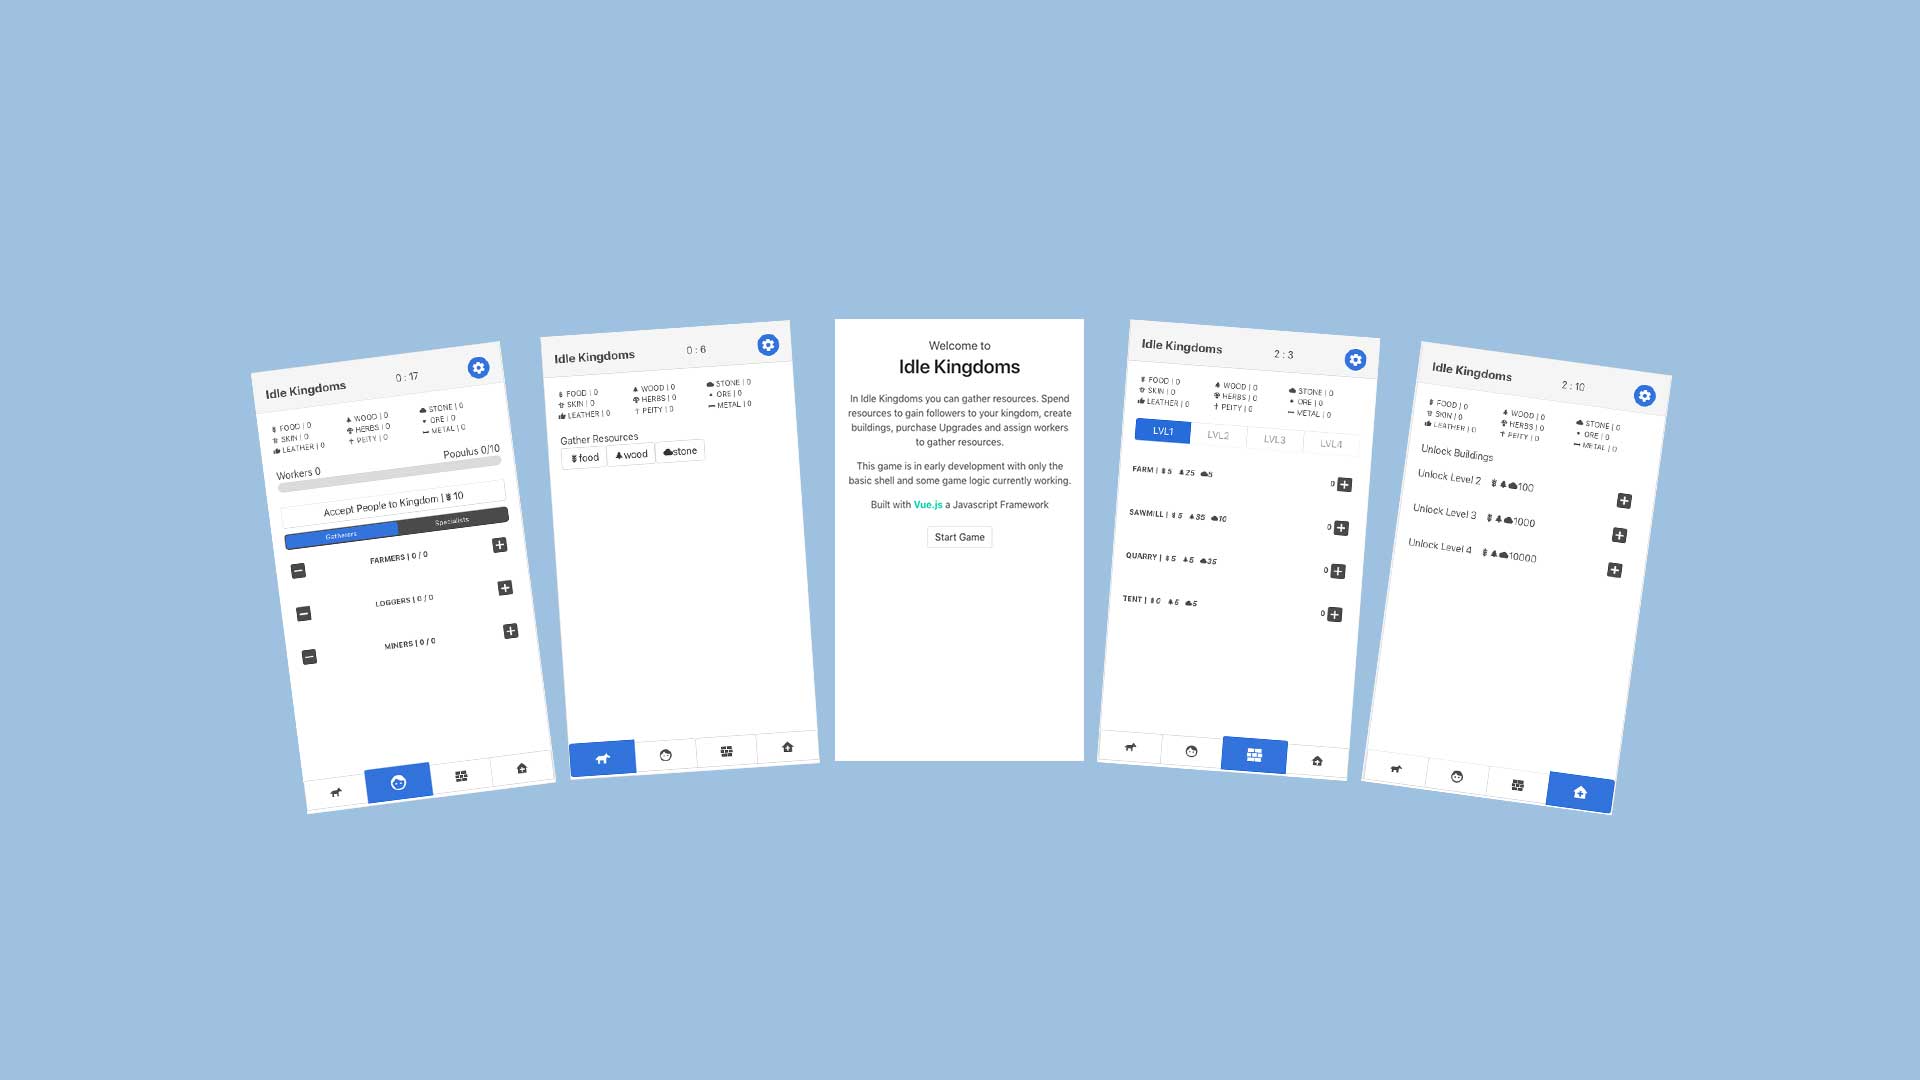 Idle Kingdoms 0 : 17
FOOD | 0 WOOD | 0 STONE | 0
SKIN | 0 HERBS | 0 ORE | 0
LEATHER | 0 PEITY | 0 METAL | 0
Workers 0 Populus 0/10
Accept People to Kingdom | 10
Gatherers Specialists
FARMERS | 0 / 0
LOGGERS | 0 / 0
MINERS | 0 / 0
Idle Kingdoms 0 : 6
FOOD | 0 WOOD | 0 STONE | 0
SKIN | 0 HERBS | 0 ORE | 0
LEATHER | 0 PEITY | 0 METAL | 0
Gather Resources
food wood stone
Welcome to
Idle Kingdoms
In Idle Kingdoms you can gather resources. Spend
resources to gain followers to your kingdom, create
buildings, purchase Upgrades and assign workers
to gather resources.
This game is in early development with only the
basic shell and some game logic currently working.
Built with Vue.js a Javascript Framework
Start Game
Idle Kingdoms 2 : 3
FOOD | 0 WOOD | 0 STONE | 0
SKIN | 0 HERBS | 0 ORE | 0
LEATHER | 0 PEITY | 0 METAL | 0
LVL1 LVL2 LVL3 LVL4
FARM | 5 25 5 0
SAWMILL | 5 35 10 0
QUARRY | 5 5 35 0
TENT | 0 5 5 0
Idle Kingdoms 2 : 10
FOOD | 0 WOOD | 0 STONE | 0
SKIN | 0 HERBS | 0 ORE | 0
LEATHER | 0 PEITY | 0 METAL | 0
Unlock Buildings
Unlock Level 2 100
Unlock Level 3 1000
Unlock Level 4 10000